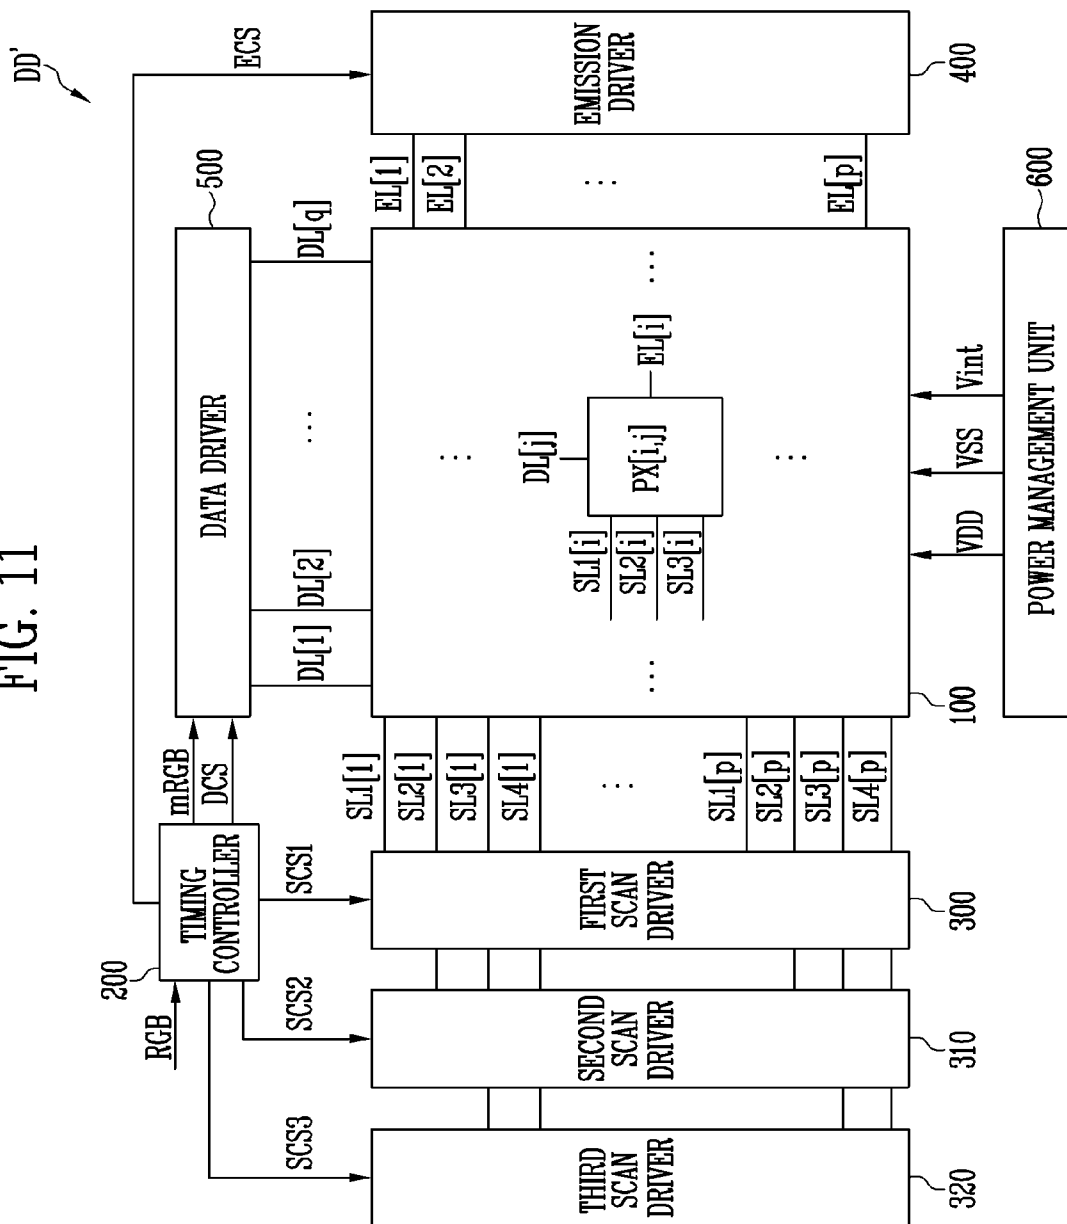 FIG. 11
DD'
RGB
200
TIMING
CONTROLLER
mRGB
DCS
ECS
DATA DRIVER
500
SCS3
SCS2
SCS1
DL[1]
DL[2]
...
DL[q]
THIRD
SCAN
DRIVER
320
SECOND
SCAN
DRIVER
310
FIRST
SCAN
DRIVER
300
SL1[1]
SL2[1]
SL3[1]
SL4[1]
...
SL1[p]
SL2[p]
SL3[p]
SL4[p]
100
...
...
...
...
DL[j]
SL1[i]
SL2[i]
SL3[i]
PX[i,j]
EL[i]
EL[1]
EL[2]
...
EL[p]
EMISSION
DRIVER
400
VDD
VSS
Vint
POWER MANAGEMENT UNIT
600